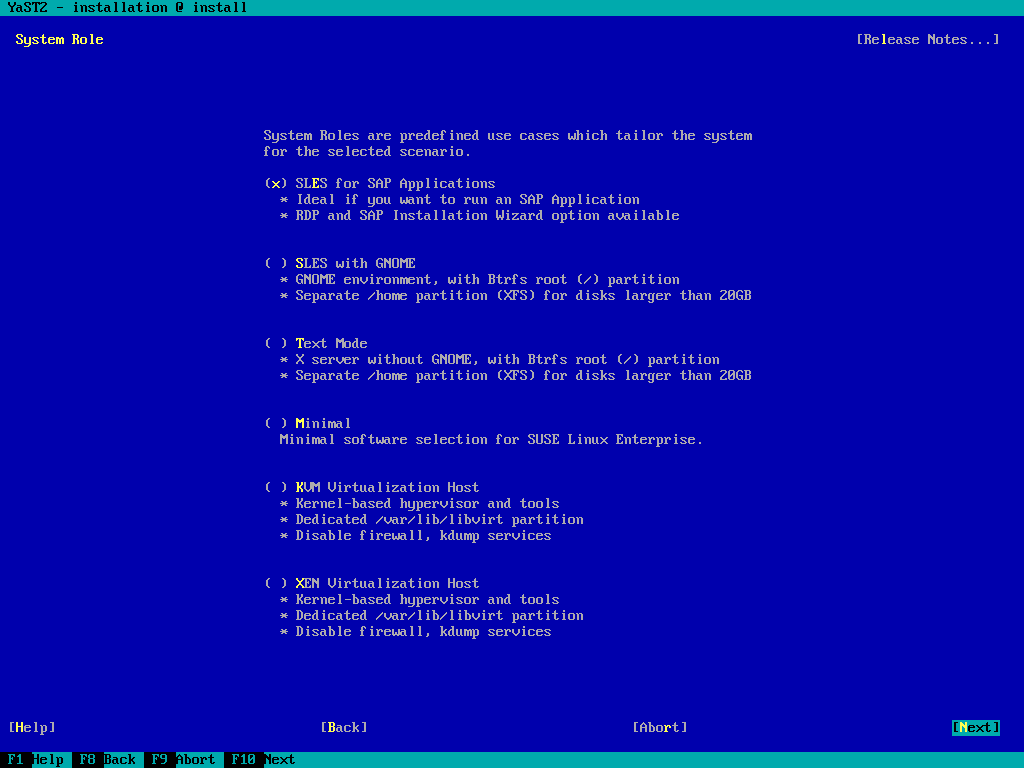 YaST2 - installation @ install
System Role [Release Notes...]
System Roles are predefined use cases which tailor the system
for the selected scenario.
(x) SLES for SAP Applications
* Ideal if you want to run an SAP Application
* RDP and SAP Installation Wizard option available
( ) SLES with GNOME
* GNOME environment, with Btrfs root (/) partition
* Separate /home partition (XFS) for disks larger than 20GB
( ) Text Mode
* X server without GNOME, with Btrfs root (/) partition
* Separate /home partition (XFS) for disks larger than 20GB
( ) Minimal
Minimal software selection for SUSE Linux Enterprise.
( ) KVM Virtualization Host
* Kernel-based hypervisor and tools
* Dedicated /var/lib/libvirt partition
* Disable firewall, kdump services
( ) XEN Virtualization Host
* Kernel-based hypervisor and tools
* Dedicated /var/lib/libvirt partition
* Disable firewall, kdump services
[Help] [Back] [Abort] [Next]
F1 Help F8 Back F9 Abort F10 Next